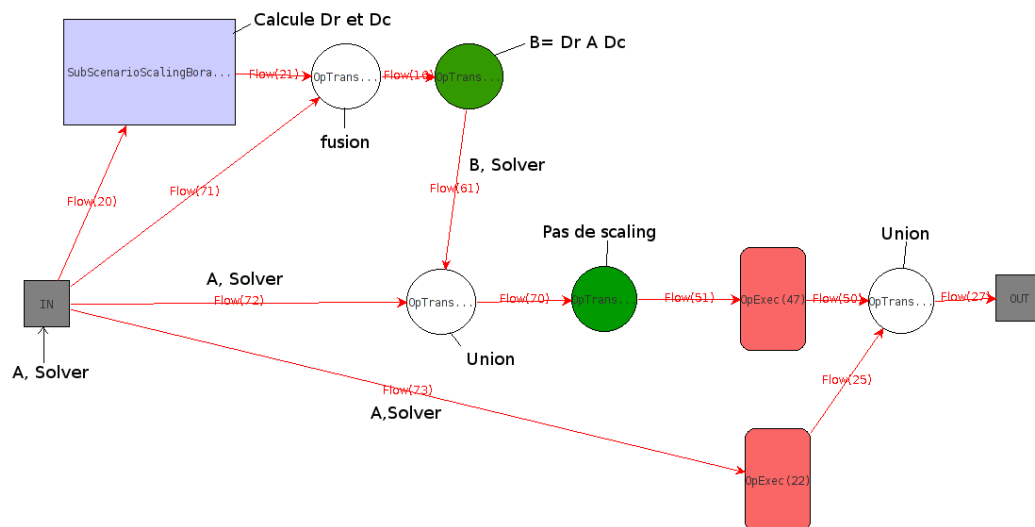 Calcule Dr et Dc
B= Dr A Dc
SubScenarioScalingBora...
Flow(21)
OpTrans...
Flow(16)
OpTrans...
fusion
B, Solver
Flow(71)
Flow(61)
Flow(20)
Pas de scaling
Union
A, Solver
IN
Flow(72)
OpTrans...
Flow(70)
OpTrans...
Flow(51)
OpExec(47)
Flow(50)
OpTrans...
Flow(27)
OUT
Union
A, Solver
Flow(73)
A,Solver
Flow(25)
OpExec(22)